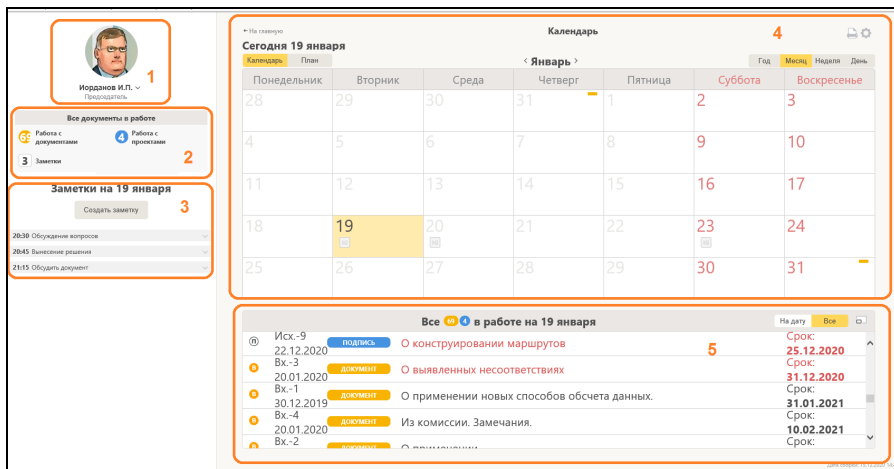 1
Иорданов И.П.
Председатель
Все документы в работе
69 Работа с документами
4 Работа с проектами
3 Заметки
2
Заметки на 19 января
Создать заметку
3
20:30 Обсуждение вопросов
20:45 Вынесение решения
21:15 Обсудить документ
← На главную
Календарь
4
Сегодня 19 января
Календарь План
< Январь >
Год Месяц Неделя День
Понедельник Вторник Среда Четверг Пятница Суббота Воскресенье
28 29 30 31 1 2 3
4 5 6 7 8 9 10
11 12 13 14 15 16 17
18 19 20 21 22 23 24
25 26 27 28 29 30 31
Все 69 4 в работе на 19 января
На дату Все
5
Исх.-9
22.12.2020
ПОДПИСЬ
О конструировании маршрутов
Срок:
25.12.2020
Вх.-3
20.01.2020
ДОКУМЕНТ
О выявленных несоответствиях
Срок:
31.12.2020
Вх.-1
30.12.2019
ДОКУМЕНТ
О применении новых способов обсчета данных.
Срок:
31.01.2021
Вх.-4
20.01.2020
ДОКУМЕНТ
Из комиссии. Замечания.
Срок:
10.02.2021
Вх.-2
ДОКУМЕНТ
О применении
Срок: